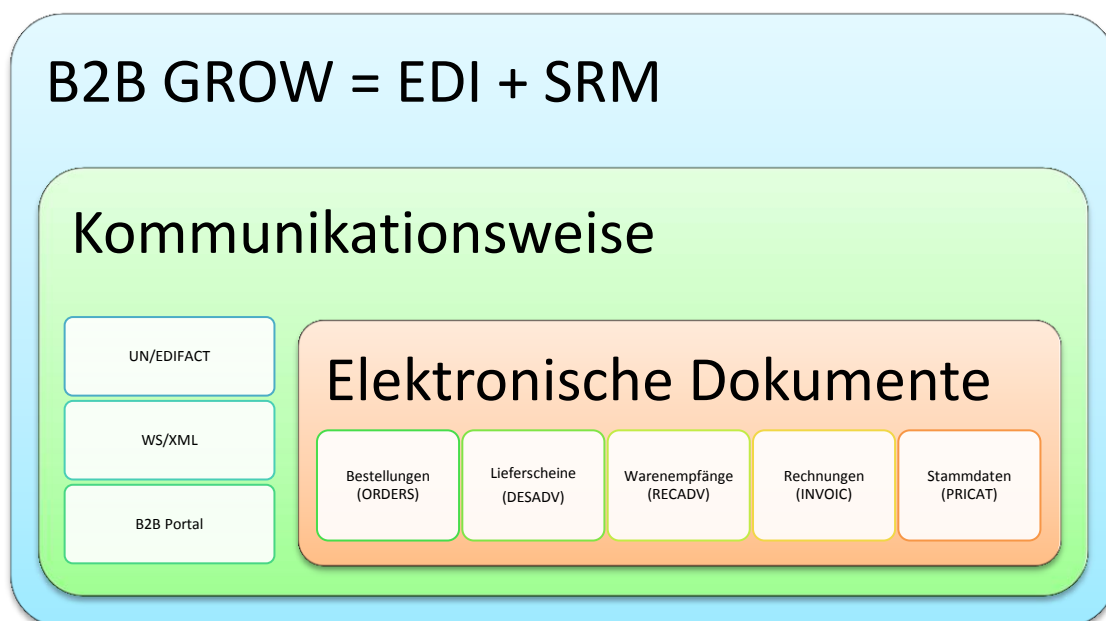 B2B GROW = EDI + SRM
Kommunikationsweise
UN/EDIFACT
WS/XML
B2B Portal
Elektronische Dokumente
Bestellungen
(ORDERS)
Lieferscheine
(DESADV)
Warenempfänge
(RECADV)
Rechnungen
(INVOIC)
Stammdaten
(PRICAT)